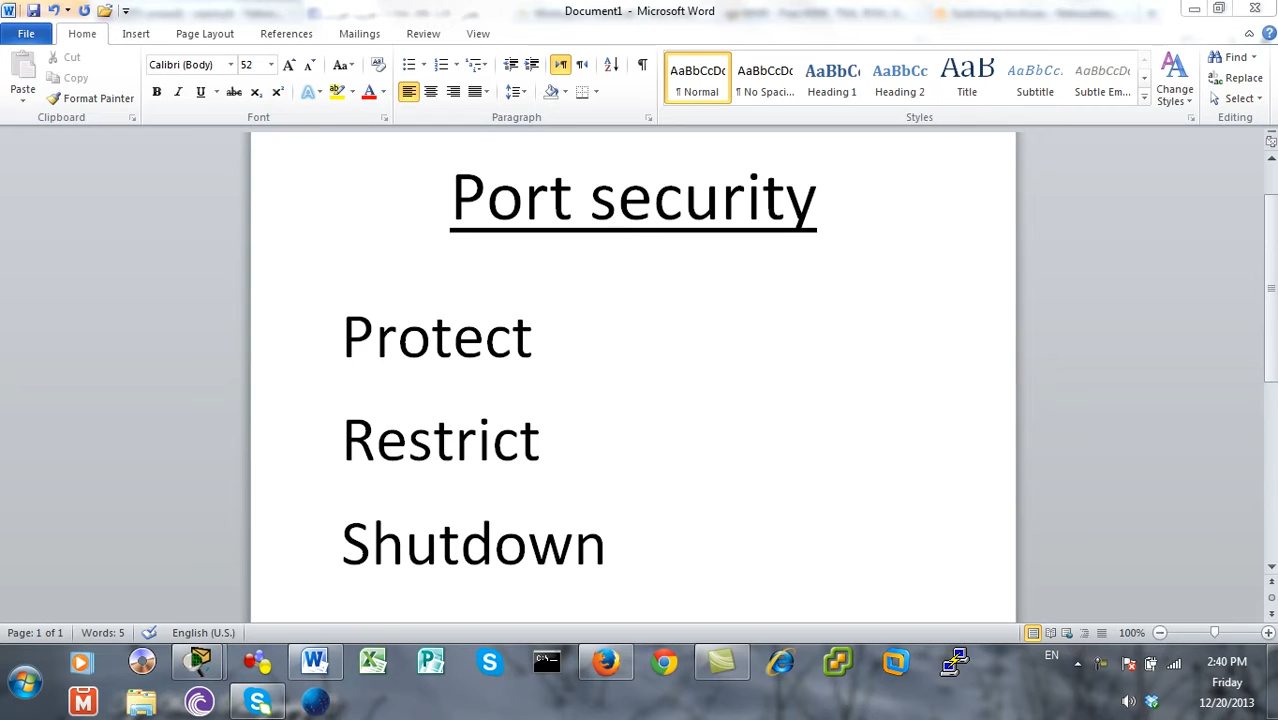 Document1 - Microsoft Word
File Home Insert Page Layout References Mailings Review View
Paste
Cut
Copy
Format Painter
Clipboard
Calibri (Body) 52
Font
Paragraph
AaBbCcDc AaBbCcDc AaBbCc AaBbCc AaB AaBbCc. AaBbCcDc
¶ Normal ¶ No Spaci... Heading 1 Heading 2 Title Subtitle Subtle Em...
Change Styles
Styles
Find
Replace
Select
Editing
Port security
Protect
Restrict
Shutdown
Page: 1 of 1 Words: 5 English (U.S.) 100%
EN
2:40 PM
Friday
12/20/2013